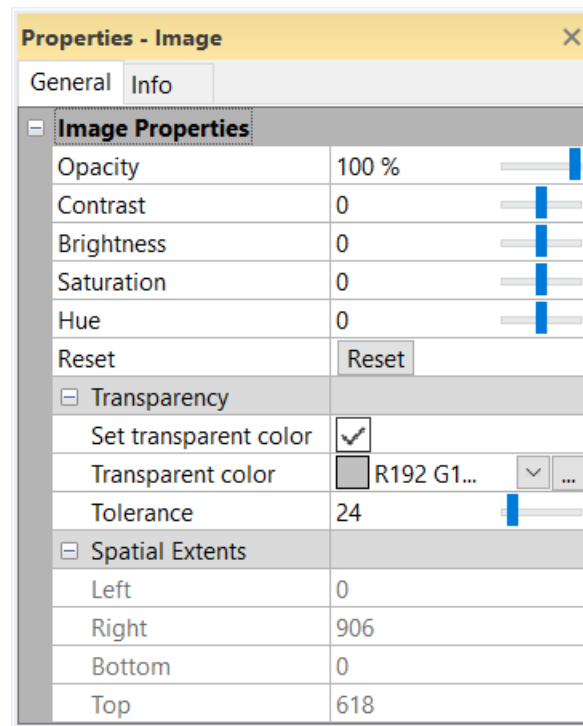 Properties - Image
General Info
Image Properties
Opacity 100 %
Contrast 0
Brightness 0
Saturation 0
Hue 0
Reset Reset
Transparency
Set transparent color
Transparent color R192 G1... ...
Tolerance 24
Spatial Extents
Left 0
Right 906
Bottom 0
Top 618